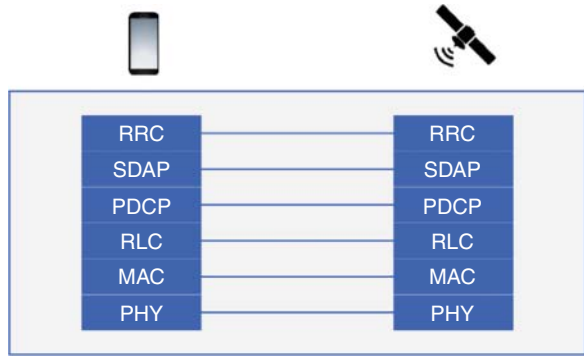 RRC RRC
SDAP SDAP
PDCP PDCP
RLC RLC
MAC MAC
PHY PHY